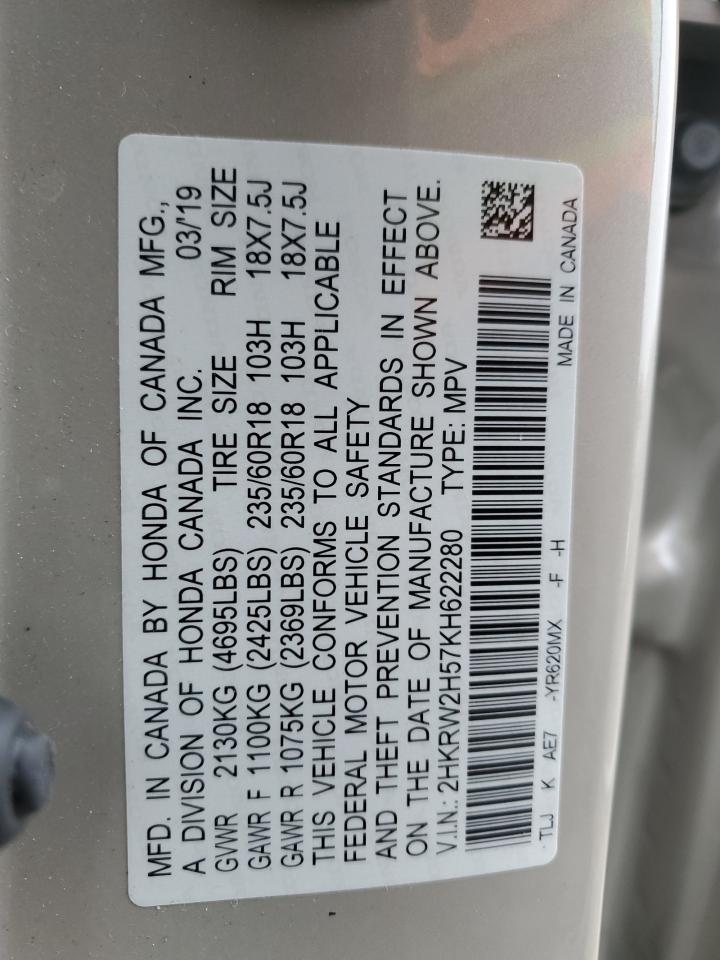 MFD. IN CANADA BY HONDA OF CANADA MFG.,
A DIVISION OF HONDA CANADA INC. 03/'19
GVWR 2130KG (4695LBS) TIRE SIZE RIM SIZE
GAWR F 1100KG (2425LBS) 235/60R18 103H 18X7.5J
GAWR R 1075KG (2369LBS) 235/60R18 103H 18X7.5J
THIS VEHICLE CONFORMS TO ALL APPLICABLE
FEDERAL MOTOR VEHICLE SAFETY
AND THEFT PREVENTION STANDARDS IN EFFECT
ON THE DATE OF MANUFACTURE SHOWN ABOVE.
V.I.N.: 2HKRW2H57KH622280 TYPE: MPV
TLJ K AE7 -YR620MX -F -H
MADE IN CANADA